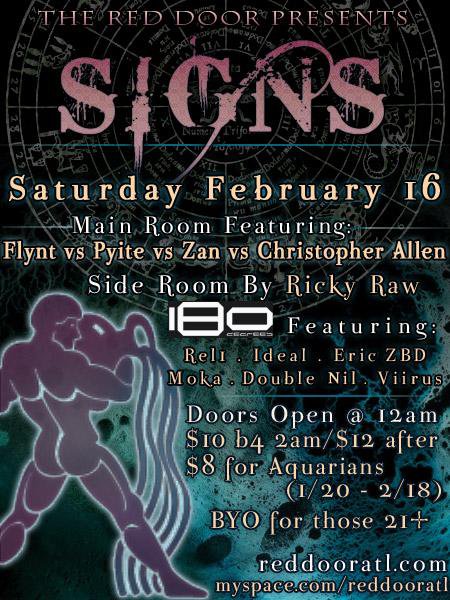 THE RED DOOR PRESENTS
SIGNS
Saturday February 16
Main Room Featuring:
Flynt vs Pyite vs Zan vs Christopher Allen
Side Room By Ricky Raw
180 degrees Featuring:
Rel1 . Ideal . Eric ZBD
Moka . Double Nil . Viirus
Doors Open @ 12am
$10 b4 2am/$12 after
$8 for Aquarians
(1/20 - 2/18)
BYO for those 21+
reddooratl.com
myspace.com/reddooratl